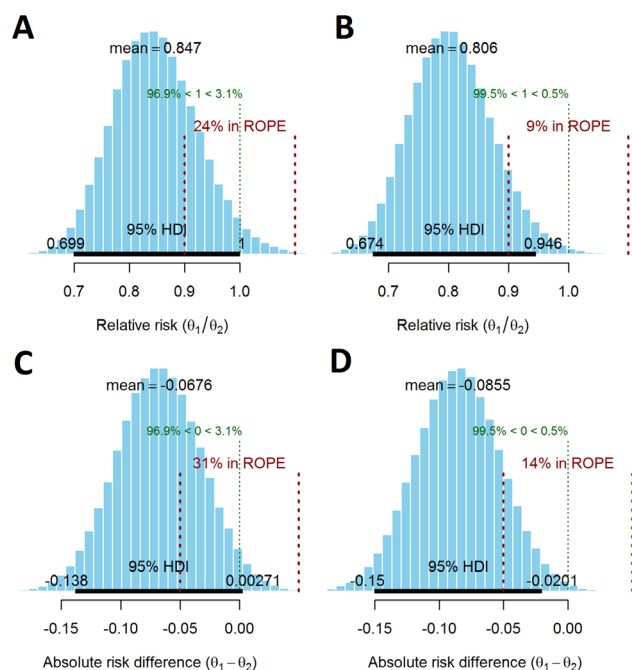 A
mean = 0.847
96.9% < 1 < 3.1%
24% in ROPE
95% HDI
0.699 1
0.7 0.8 0.9 1.0
Relative risk (θ1/θ2)
B
mean = 0.806
99.5% < 1 < 0.5%
9% in ROPE
95% HDI
0.674 0.946
0.7 0.8 0.9 1.0
Relative risk (θ1/θ2)
C
mean = -0.0676
96.9% < 0 < 3.1%
31% in ROPE
95% HDI
-0.138 0.00271
-0.15 -0.10 -0.05 0.00
Absolute risk difference (θ1 − θ2)
D
mean = -0.0855
99.5% < 0 < 0.5%
14% in ROPE
95% HDI
-0.15 -0.0201
-0.15 -0.10 -0.05 0.00
Absolute risk difference (θ1 − θ2)